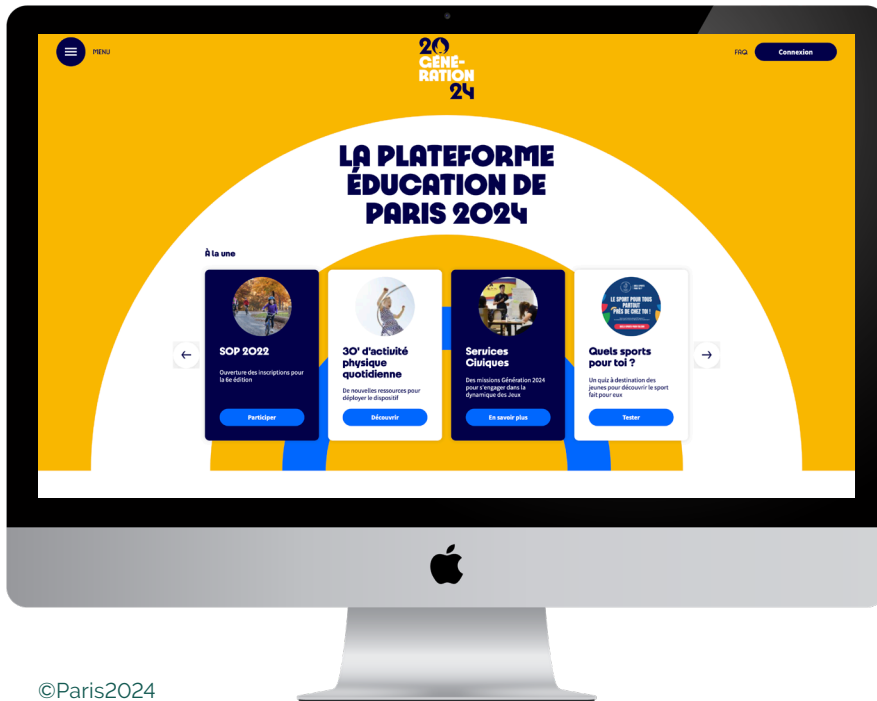 MENU
20
GÉNÉ-
RATION
24
FAQ
Connexion
LA PLATEFORME
ÉDUCATION DE
PARIS 2024
À la une
SOP 2022
Ouverture des inscriptions pour
la 6e édition
Participer
30' d'activité
physique
quotidienne
De nouvelles ressources pour
déployer le dispositif
Découvrir
Services
Civiques
Des missions Génération 2024
pour s'engager dans la
dynamique des Jeux
En savoir plus
LE SPORT POUR TOUS
PARTOUT
PRÈS DE CHEZ TOI !
Quels sports
pour toi ?
Un quiz à destination des
jeunes pour découvrir le sport
fait pour eux
Tester
©Paris2024